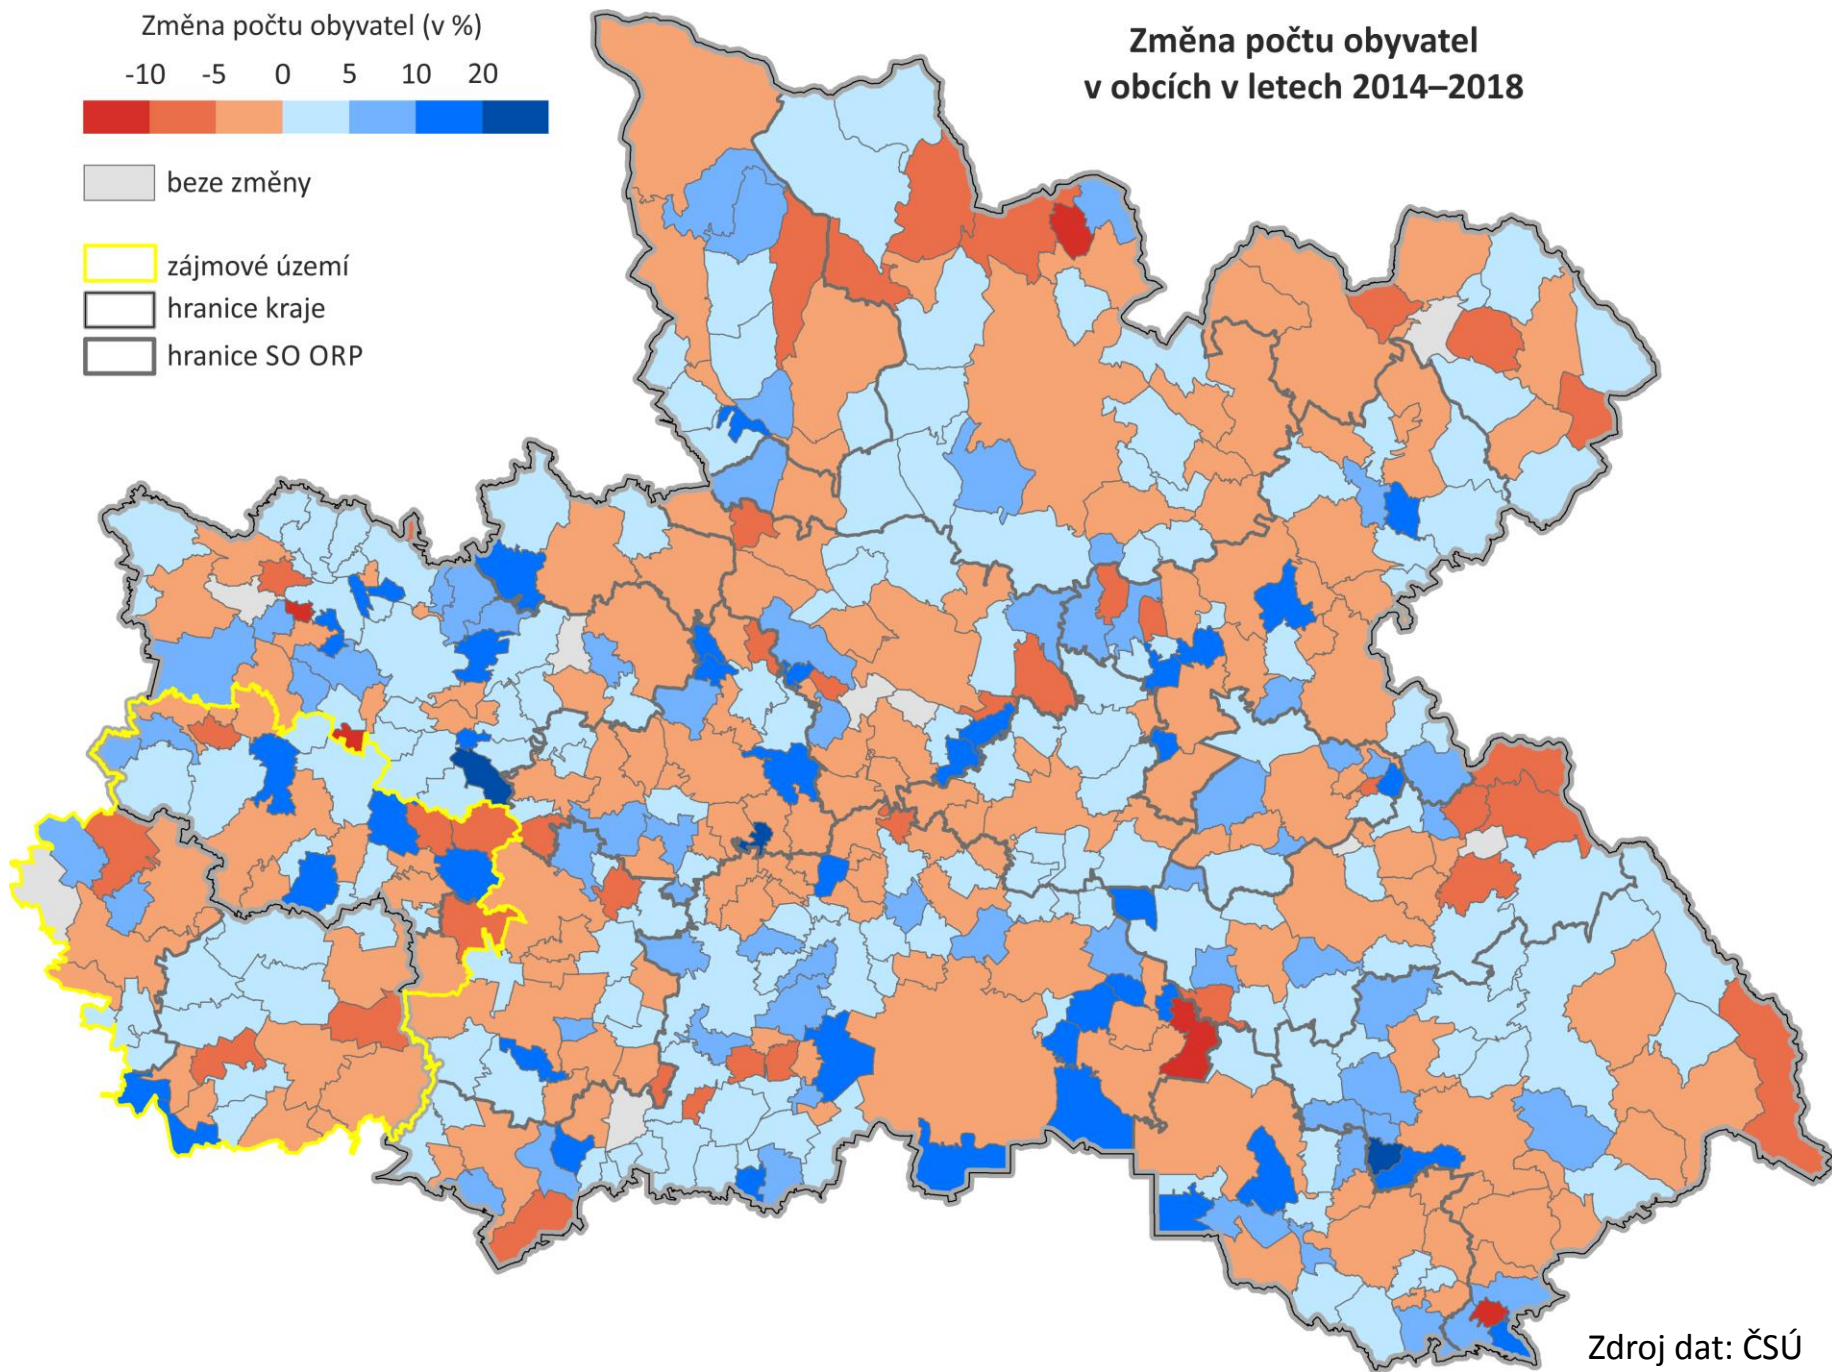 Změna počtu obyvatel (v %)
-10 -5 0 5 10 20
beze změny
zájmové území
hranice kraje
hranice SO ORP
Změna počtu obyvatel
v obcích v letech 2014–2018
Zdroj dat: ČSÚ